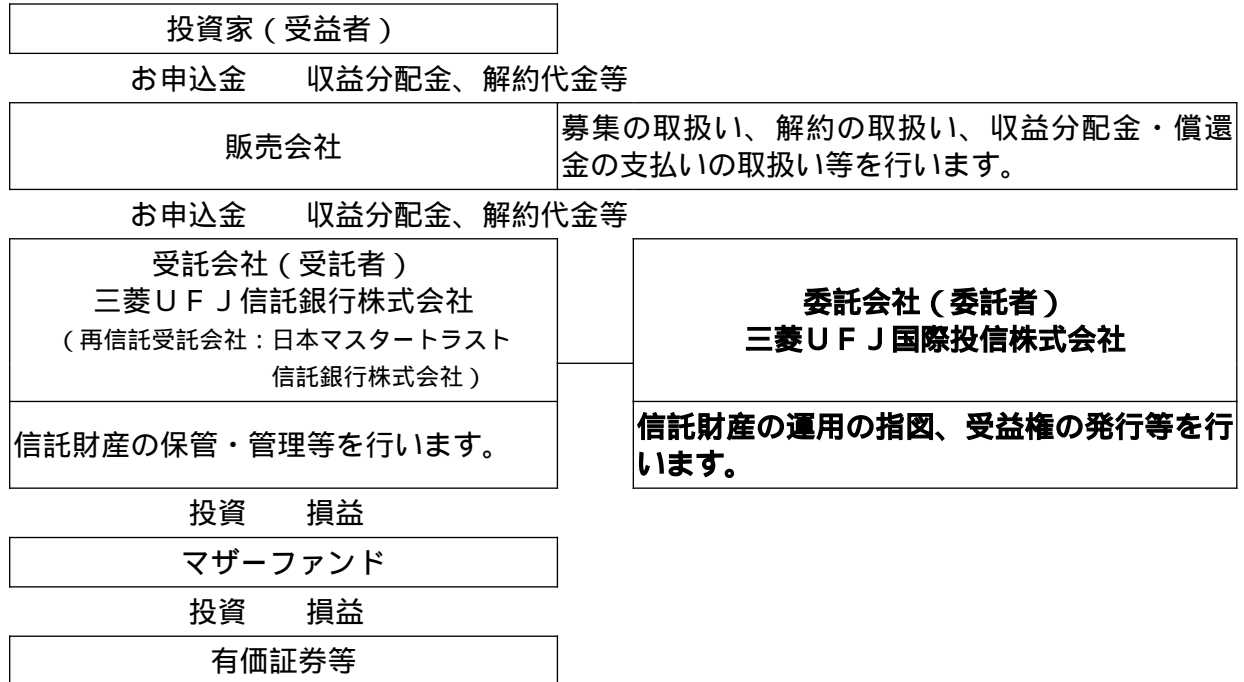 投資家（受益者）
お申込金　　収益分配金、解約代金等
販売会社
募集の取扱い、解約の取扱い、収益分配金・償還
金の支払いの取扱い等を行います。
お申込金　　収益分配金、解約代金等
受託会社（受託者）
三菱ＵＦＪ信託銀行株式会社
（再信託受託会社：日本マスタートラスト
信託銀行株式会社）
委託会社（委託者）
三菱ＵＦＪ国際投信株式会社
信託財産の保管・管理等を行います。
信託財産の運用の指図、受益権の発行等を行
います。
投資　　損益
マザーファンド
投資　　損益
有価証券等